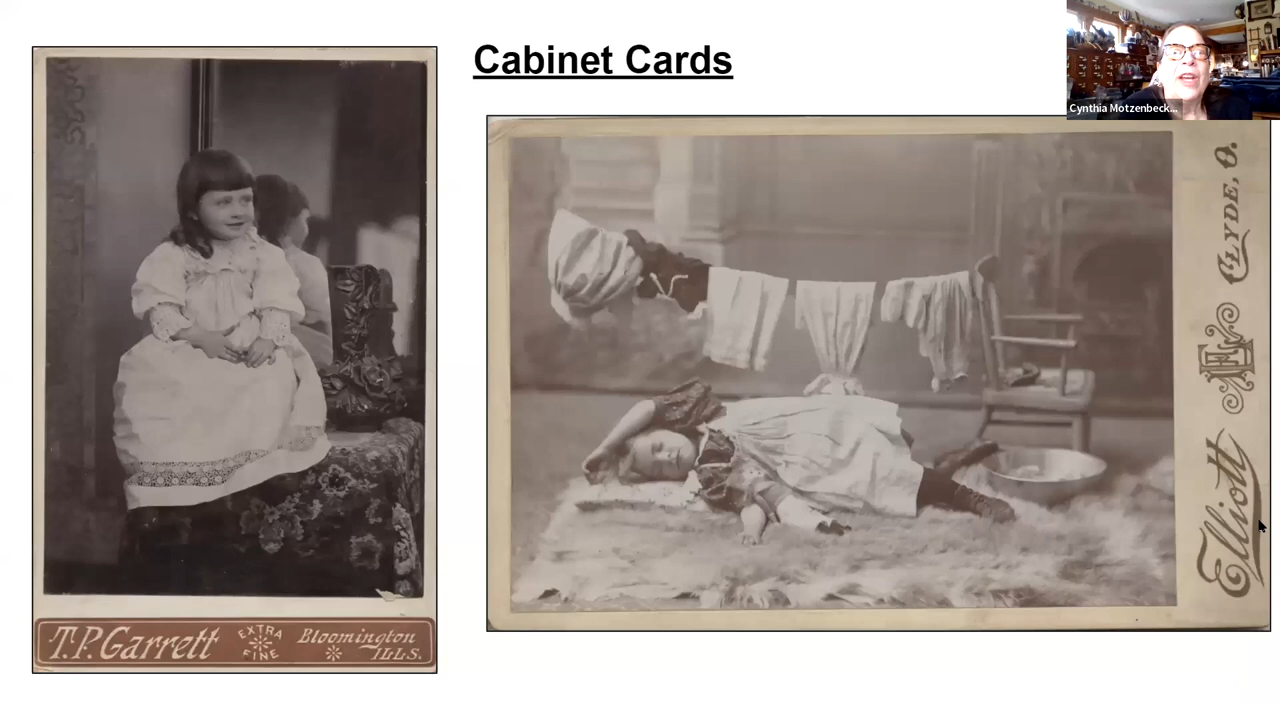 Cabinet Cards
Cynthia Motzenbeck...
T.P. Garrett
EXTRA
FINE
Bloomington
ILLS.
Elliott
CLYDE, O.